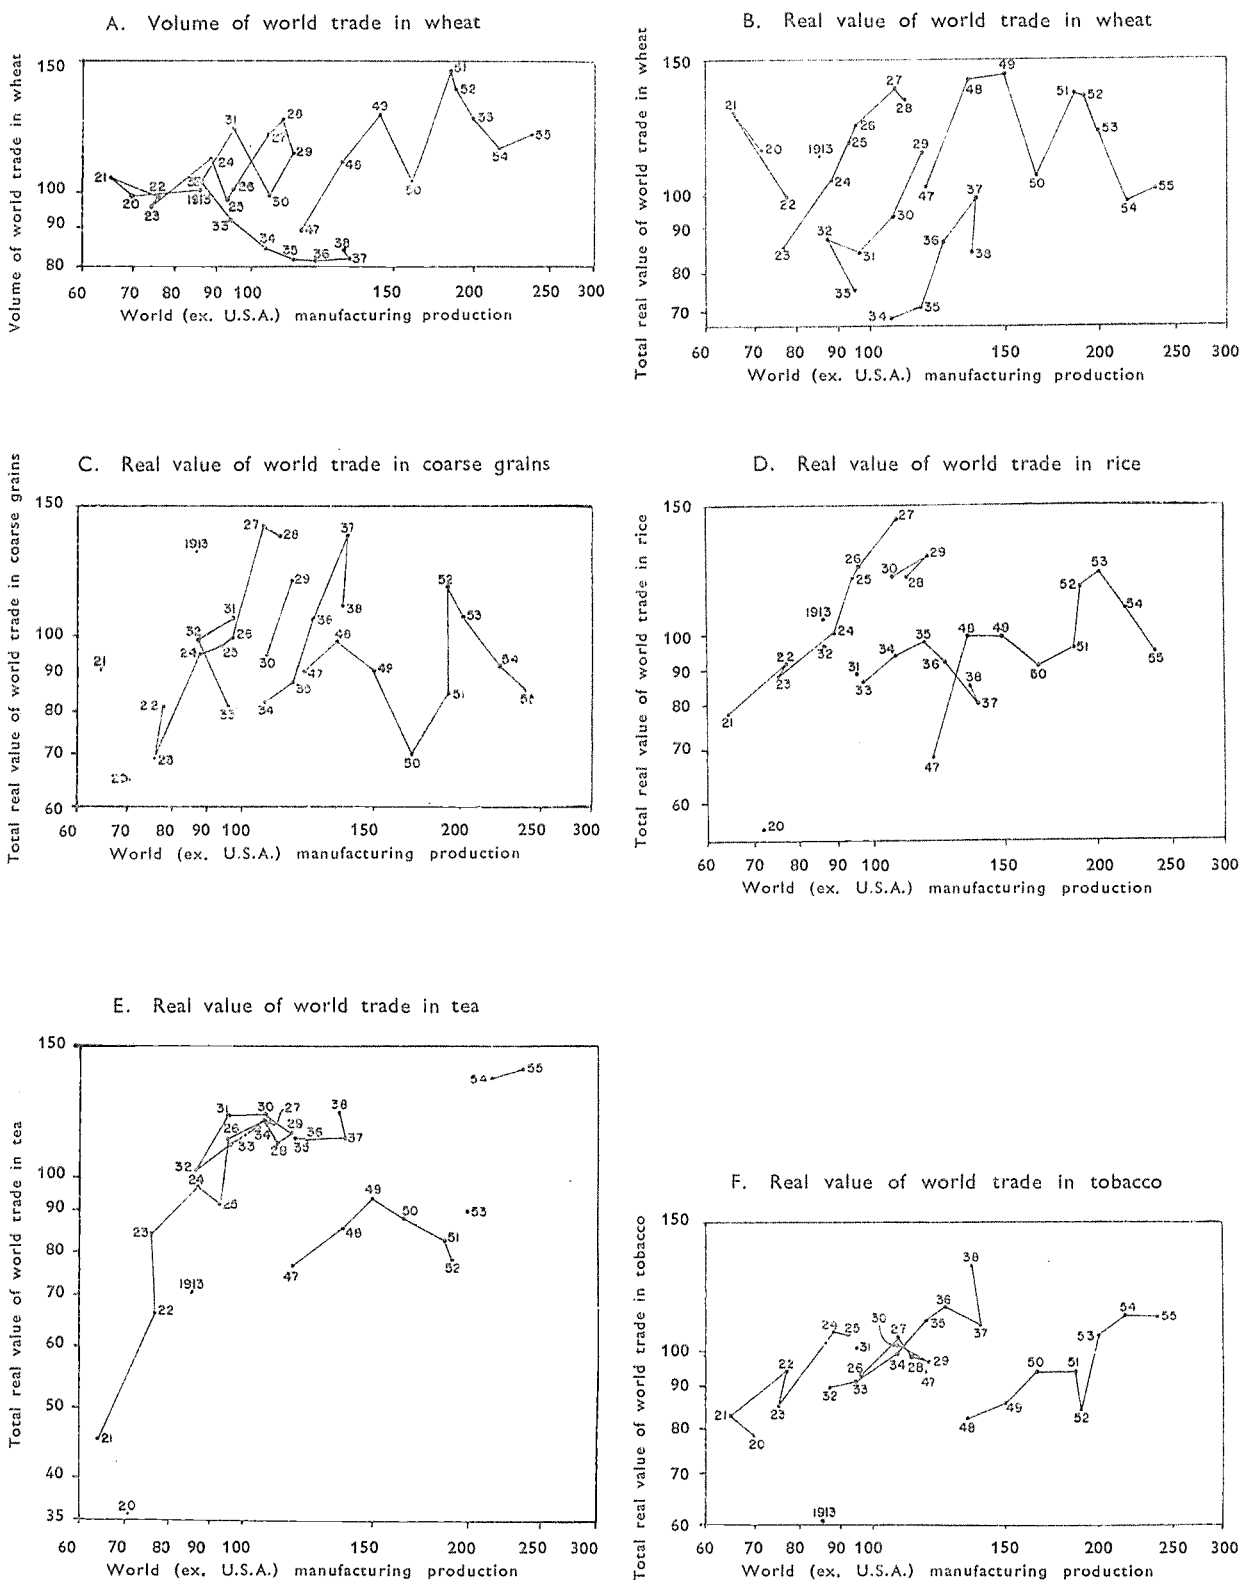 A. Volume of world trade in wheat
Volume of world trade in wheat
150
100
90
80
60 70 80 90 100 150 200 250 300
World (ex. U.S.A.) manufacturing production
21 20 22 23 1913 24 25 26 27 28 29 30 31 33 34 35 36 37 38
47 48 49 50 51 52 53 54 55
B. Real value of world trade in wheat
Total real value of world trade in wheat
150
100
90
80
70
60 70 80 90 100 150 200 300
World (ex. U.S.A.) manufacturing production
21 20 22 23 1913 24 25 26 27 28 29 30 31 32 33 34 35 36 37 38
47 48 49 50 51 52 53 54 55
C. Real value of world trade in coarse grains
Total real value of world trade in coarse grains
150
100
90
80
70
60
60 70 80 90 100 150 200 250 300
World (ex. U.S.A.) manufacturing production
1913 20 21 22 23 24 25 26 27 28 29 30 31 32 33 34 35 36 37 38
47 48 49 50 51 52 53 54 55
D. Real value of world trade in rice
Total real value of world trade in rice
150
100
90
80
70
60
60 70 80 90 100 150 200 250 300
World (ex. U.S.A.) manufacturing production
1913 20 21 22 23 24 25 26 27 28 29 30 31 32 33 34 35 36 37 38
47 48 49 50 51 52 53 54 55
E. Real value of world trade in tea
Total real value of world trade in tea
150
100
90
80
70
60
50
40
35
60 70 80 90 100 150 200 250 300
World (ex. U.S.A.) manufacturing production
1913 20 21 22 23 24 25 26 27 28 29 30 31 32 33 34 35 36 37 38
47 48 49 50 51 52 53 54 55
F. Real value of world trade in tobacco
Total real value of world trade in tobacco
150
100
90
80
70
60
60 70 80 90 100 150 200 250 300
World (ex. U.S.A.) manufacturing production
1913 20 21 22 23 24 25 26 27 28 29 30 31 32 33 34 35 36 37 38
47 48 49 50 51 52 53 54 55